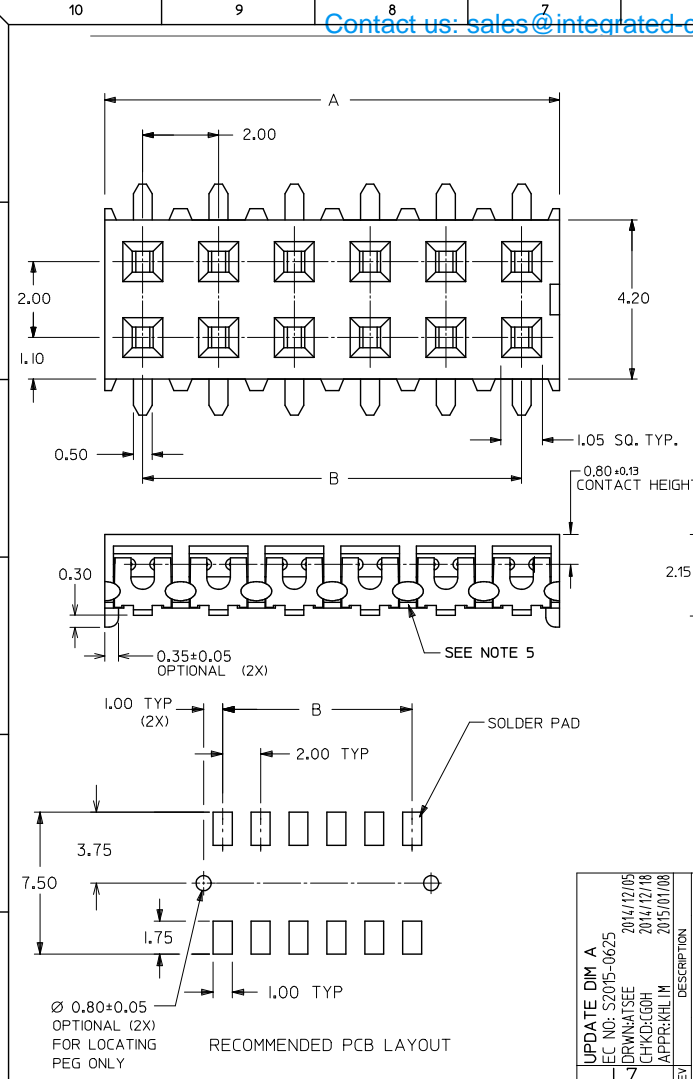 10
9
8
7
Contact us: sales@integrated-c
A
2.00
2.00
1.10
4.20
0.50
1.05 SQ. TYP.
B
0.80±0.13
CONTACT HEIGHT
0.30
2.15
0.35±0.05
OPTIONAL (2X)
SEE NOTE 5
1.00 TYP
(2X)
B
SOLDER PAD
2.00 TYP
3.75
7.50
1.75
1.00 TYP
Ø 0.80±0.05
OPTIONAL (2X)
FOR LOCATING
PEG ONLY
RECOMMENDED PCB LAYOUT
UPDATE DIM A
EC NO: S2015-0625
DRWN:ATSEE 2014/12/05
CH'KD:CGOH 2014/12/18
APPR:KHLIM 2015/01/08
DESCRIPTION
L7
EV